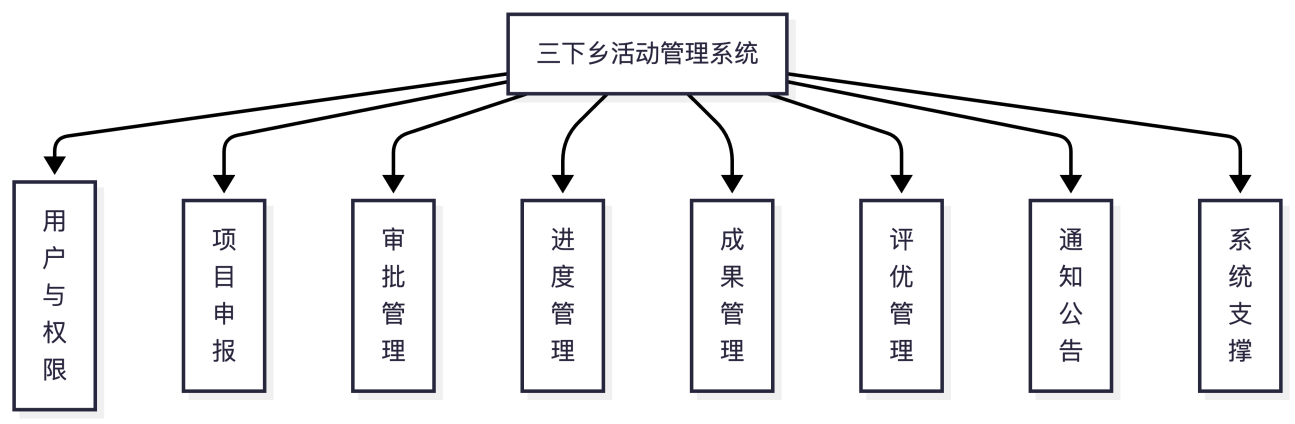 三下乡活动管理系统
用
户
与
权
限
项
目
申
报
审
批
管
理
进
度
管
理
成
果
管
理
评
优
管
理
通
知
公
告
系
统
支
撑